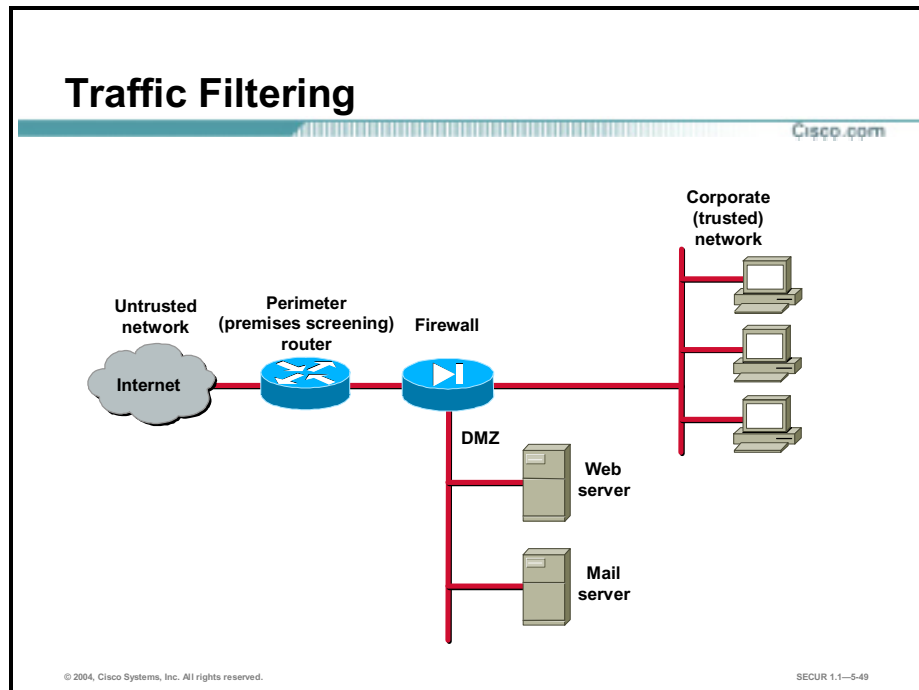 Traffic Filtering
Cisco.com
Corporate
(trusted)
network
Untrusted
network
Perimeter
(premises screening)
router
Firewall
Internet
DMZ
Web
server
Mail
server
© 2004, Cisco Systems, Inc. All rights reserved.
SECUR 1.1—5-49